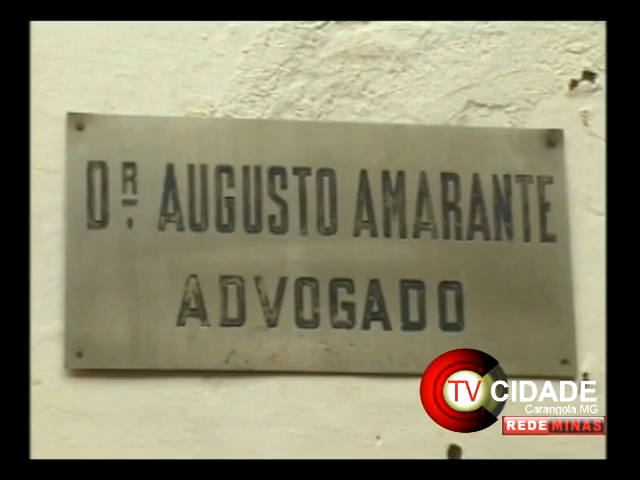 DR. AUGUSTO AMARANTE
ADVOGADO
TV CIDADE
Carangola.MG
REDE MINAS